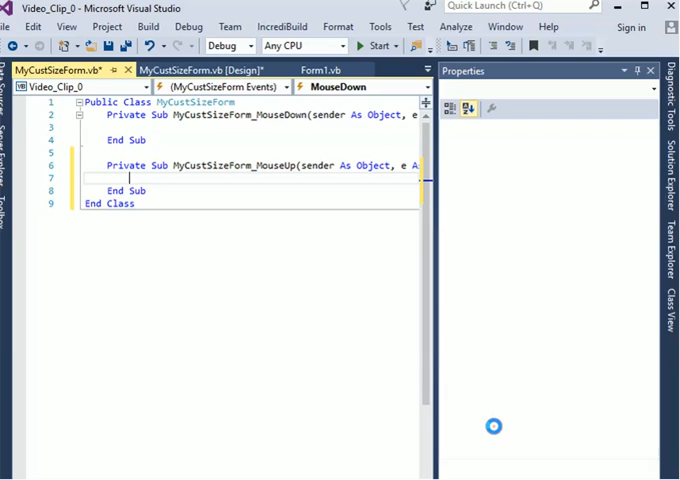 Video_Clip_0 - Microsoft Visual Studio
Quick Launch (Ctrl+Q)
Edit View Project Build Debug Team IncrediBuild Format Tools Test Analyze Window Help Sign in
Debug Any CPU Start
MyCustSizeForm.vb* MyCustSizeForm.vb [Design]* Form1.vb
Video_Clip_0 (MyCustSizeForm Events) MouseDown
1 Public Class MyCustSizeForm
2 Private Sub MyCustSizeForm_MouseDown(sender As Object, e
3
4 End Sub
5
6 Private Sub MyCustSizeForm_MouseUp(sender As Object, e As
7
8 End Sub
9 End Class
Properties
Server Explorer
Toolbox
Diagnostic Tools
Solution Explorer
Team Explorer
Class View